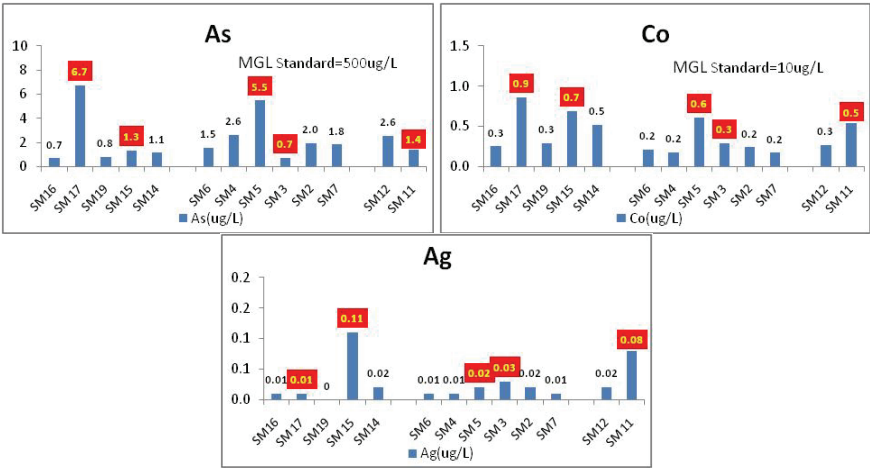 As
MGL Standard=500ug/L
10
8
6
4
2
0
0.7
6.7
0.8
1.3
1.1
1.5
2.6
5.5
0.7
2.0
1.8
2.6
1.4
SM16
SM 17
SM19
SM 15
SM14
SM6
SM4
SM 5
SM 3
SM2
SM7
SM12
SM 11
As(ug/L)
Co
MGL Standard=10ug/L
1.5
1.0
0.5
0.0
0.3
0.9
0.3
0.7
0.5
0.2
0.2
0.6
0.3
0.2
0.2
0.3
0.5
SM16
SM 17
SM19
SM 15
SM14
SM6
SM4
SM 5
SM 3
SM2
SM7
SM12
SM 11
Co(ug/L)
Ag
0.2
0.2
0.1
0.1
0.0
0.01
0.01
0
0.11
0.02
0.01
0.01
0.02
0.03
0.02
0.01
0.02
0.08
SM16
SM 17
SM19
SM 15
SM14
SM6
SM4
SM 5
SM 3
SM2
SM7
SM12
SM 11
Ag(ug/L)